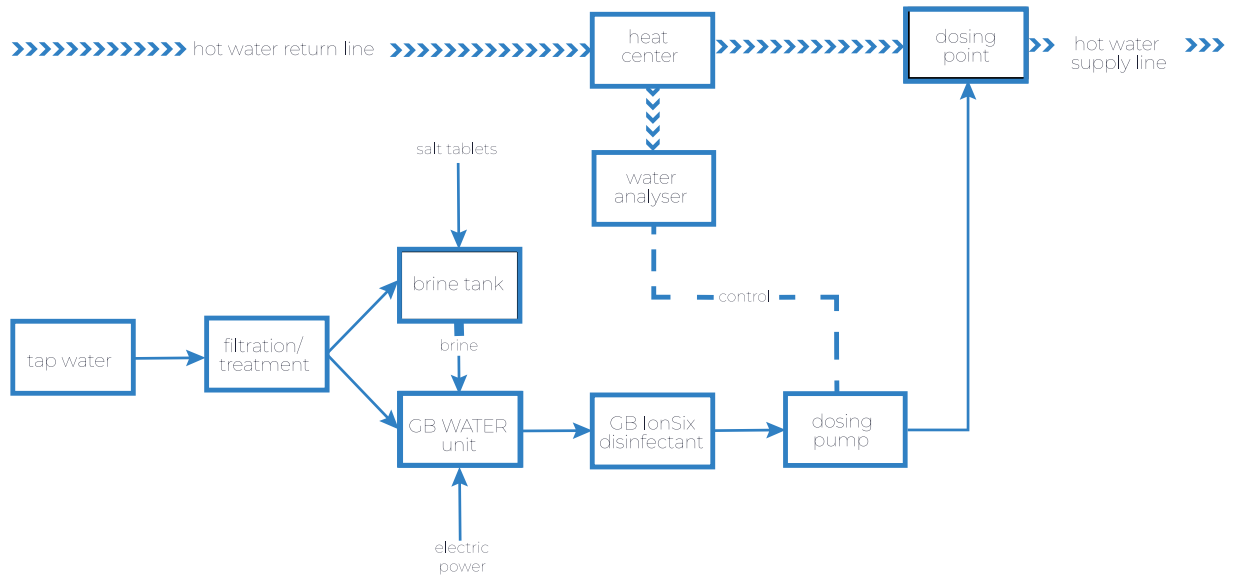 hot water return line
heat
center
dosing
point
hot water
supply line
salt tablets
water
analyser
brine tank
control
tap water
filtration/
treatment
brine
GB WATER
unit
GB IonSix
disinfectant
dosing
pump
electric
power